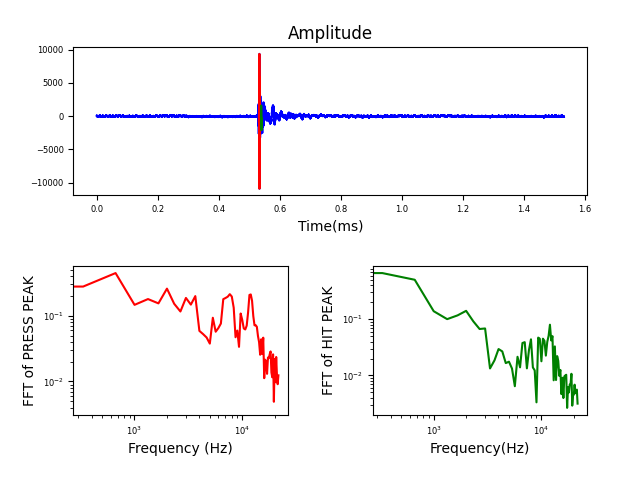 Amplitude
10000
5000
0
−5000
−10000
0.0 0.2 0.4 0.6 0.8 1.0 1.2 1.4 1.6
Time(ms)
FFT of PRESS PEAK
10⁻¹
10⁻²
10³ 10⁴
Frequency (Hz)
FFT of HIT PEAK
10⁻¹
10⁻²
10³ 10⁴
Frequency(Hz)